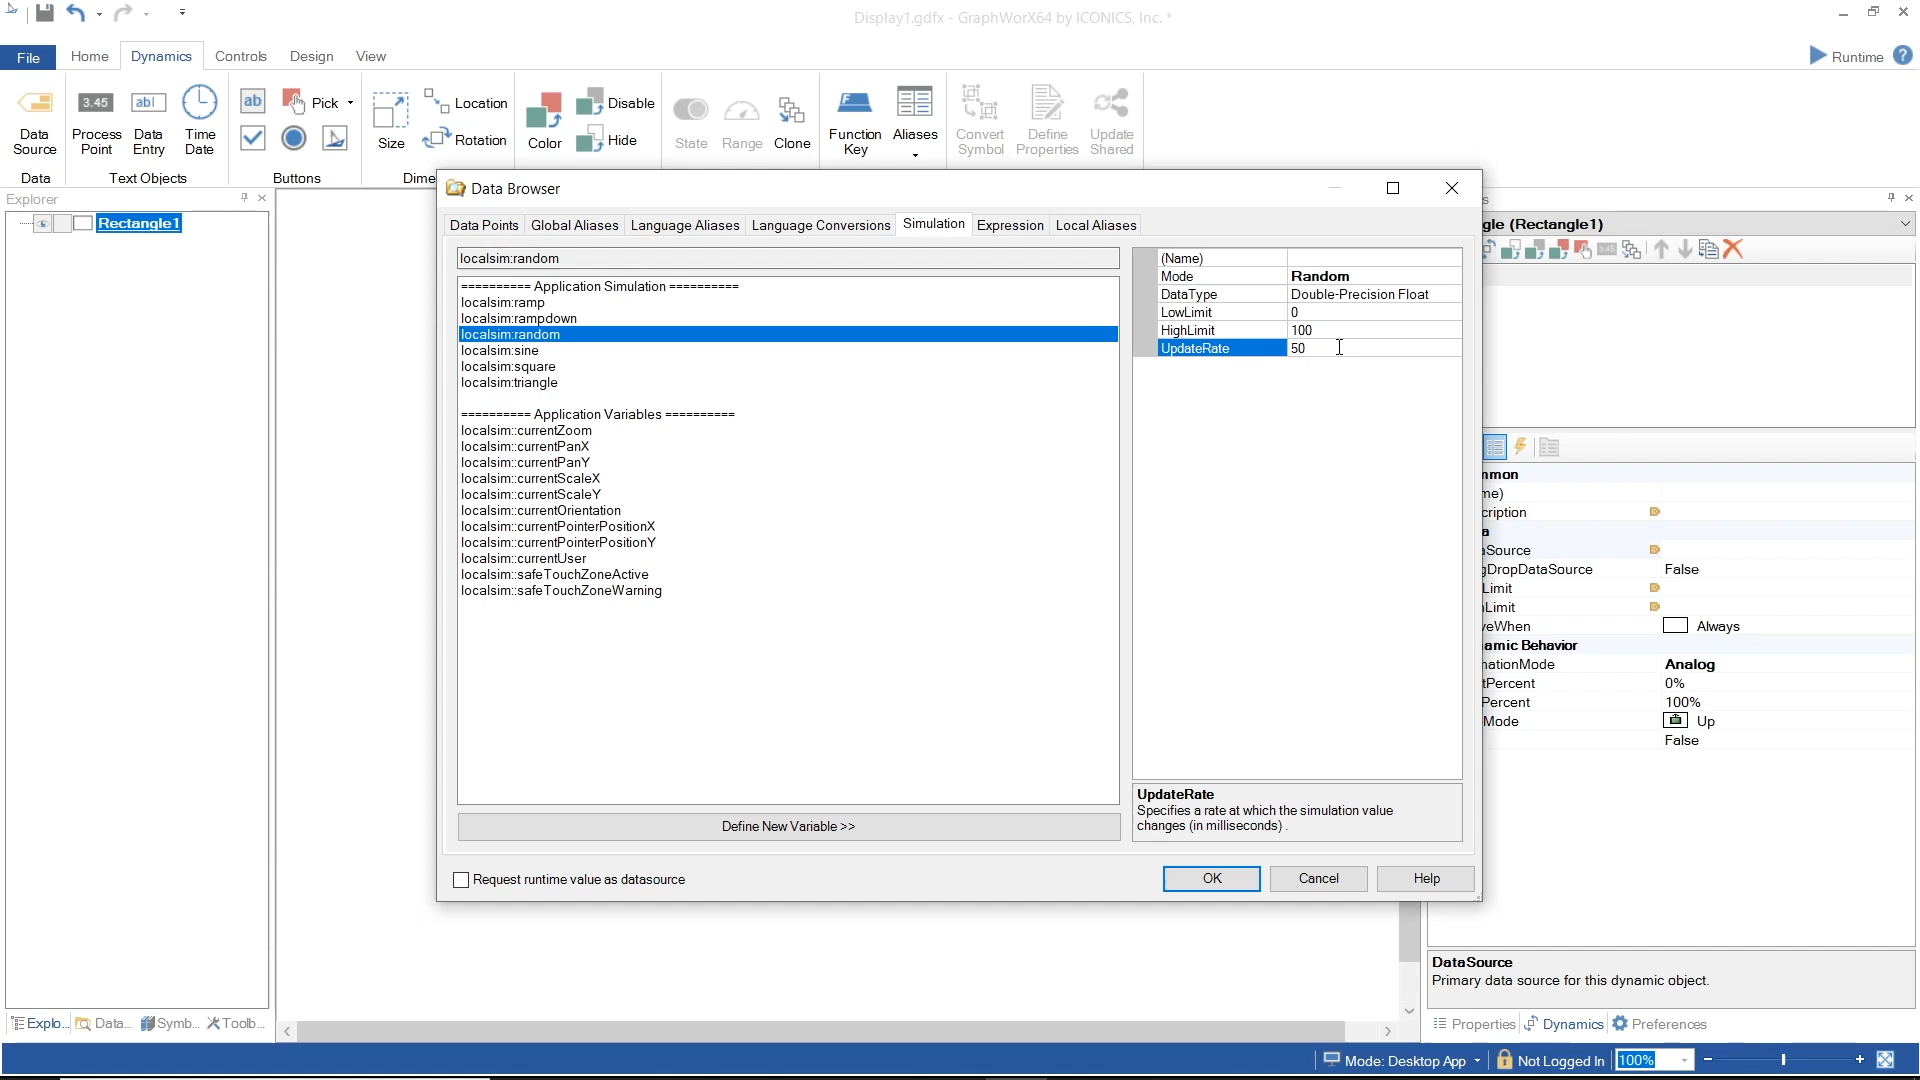 Display1.gdfx - GraphWorX64 by ICONICS, Inc. *
File Home Dynamics Controls Design View Runtime ?
Data Source
Process Point
Data Entry
Time Date
Pick
Size
Location
Rotation
Color
Disable
Hide
State
Range
Clone
Function Key
Aliases
Convert Symbol
Define Properties
Update Shared
Data
Text Objects
Buttons
Dime
Explorer
Rectangle1
Data Browser
Data Points Global Aliases Language Aliases Language Conversions Simulation Expression Local Aliases
localsim:random
========== Application Simulation ==========
localsim:ramp
localsim:rampdown
localsim:random
localsim:sine
localsim:square
localsim:triangle
========== Application Variables ==========
localsim::currentZoom
localsim::currentPanX
localsim::currentPanY
localsim::currentScaleX
localsim::currentScaleY
localsim::currentOrientation
localsim::currentPointerPositionX
localsim::currentPointerPositionY
localsim::currentUser
localsim::safeTouchZoneActive
localsim::safeTouchZoneWarning
Define New Variable >>
(Name)
Mode Random
DataType Double-Precision Float
LowLimit 0
HighLimit 100
UpdateRate 50
UpdateRate
Specifies a rate at which the simulation value
changes (in milliseconds) .
Request runtime value as datasource
OK Cancel Help
s
gle (Rectangle1)
mmon
me)
cription
a
aSource
gDropDataSource False
Limit
hLimit
veWhen Always
amic Behavior
mationMode Analog
tPercent 0%
Percent 100%
Mode Up
False
DataSource
Primary data source for this dynamic object.
Explo... Data... Symb... Toolb...
Properties Dynamics Preferences
Mode: Desktop App Not Logged In 100%